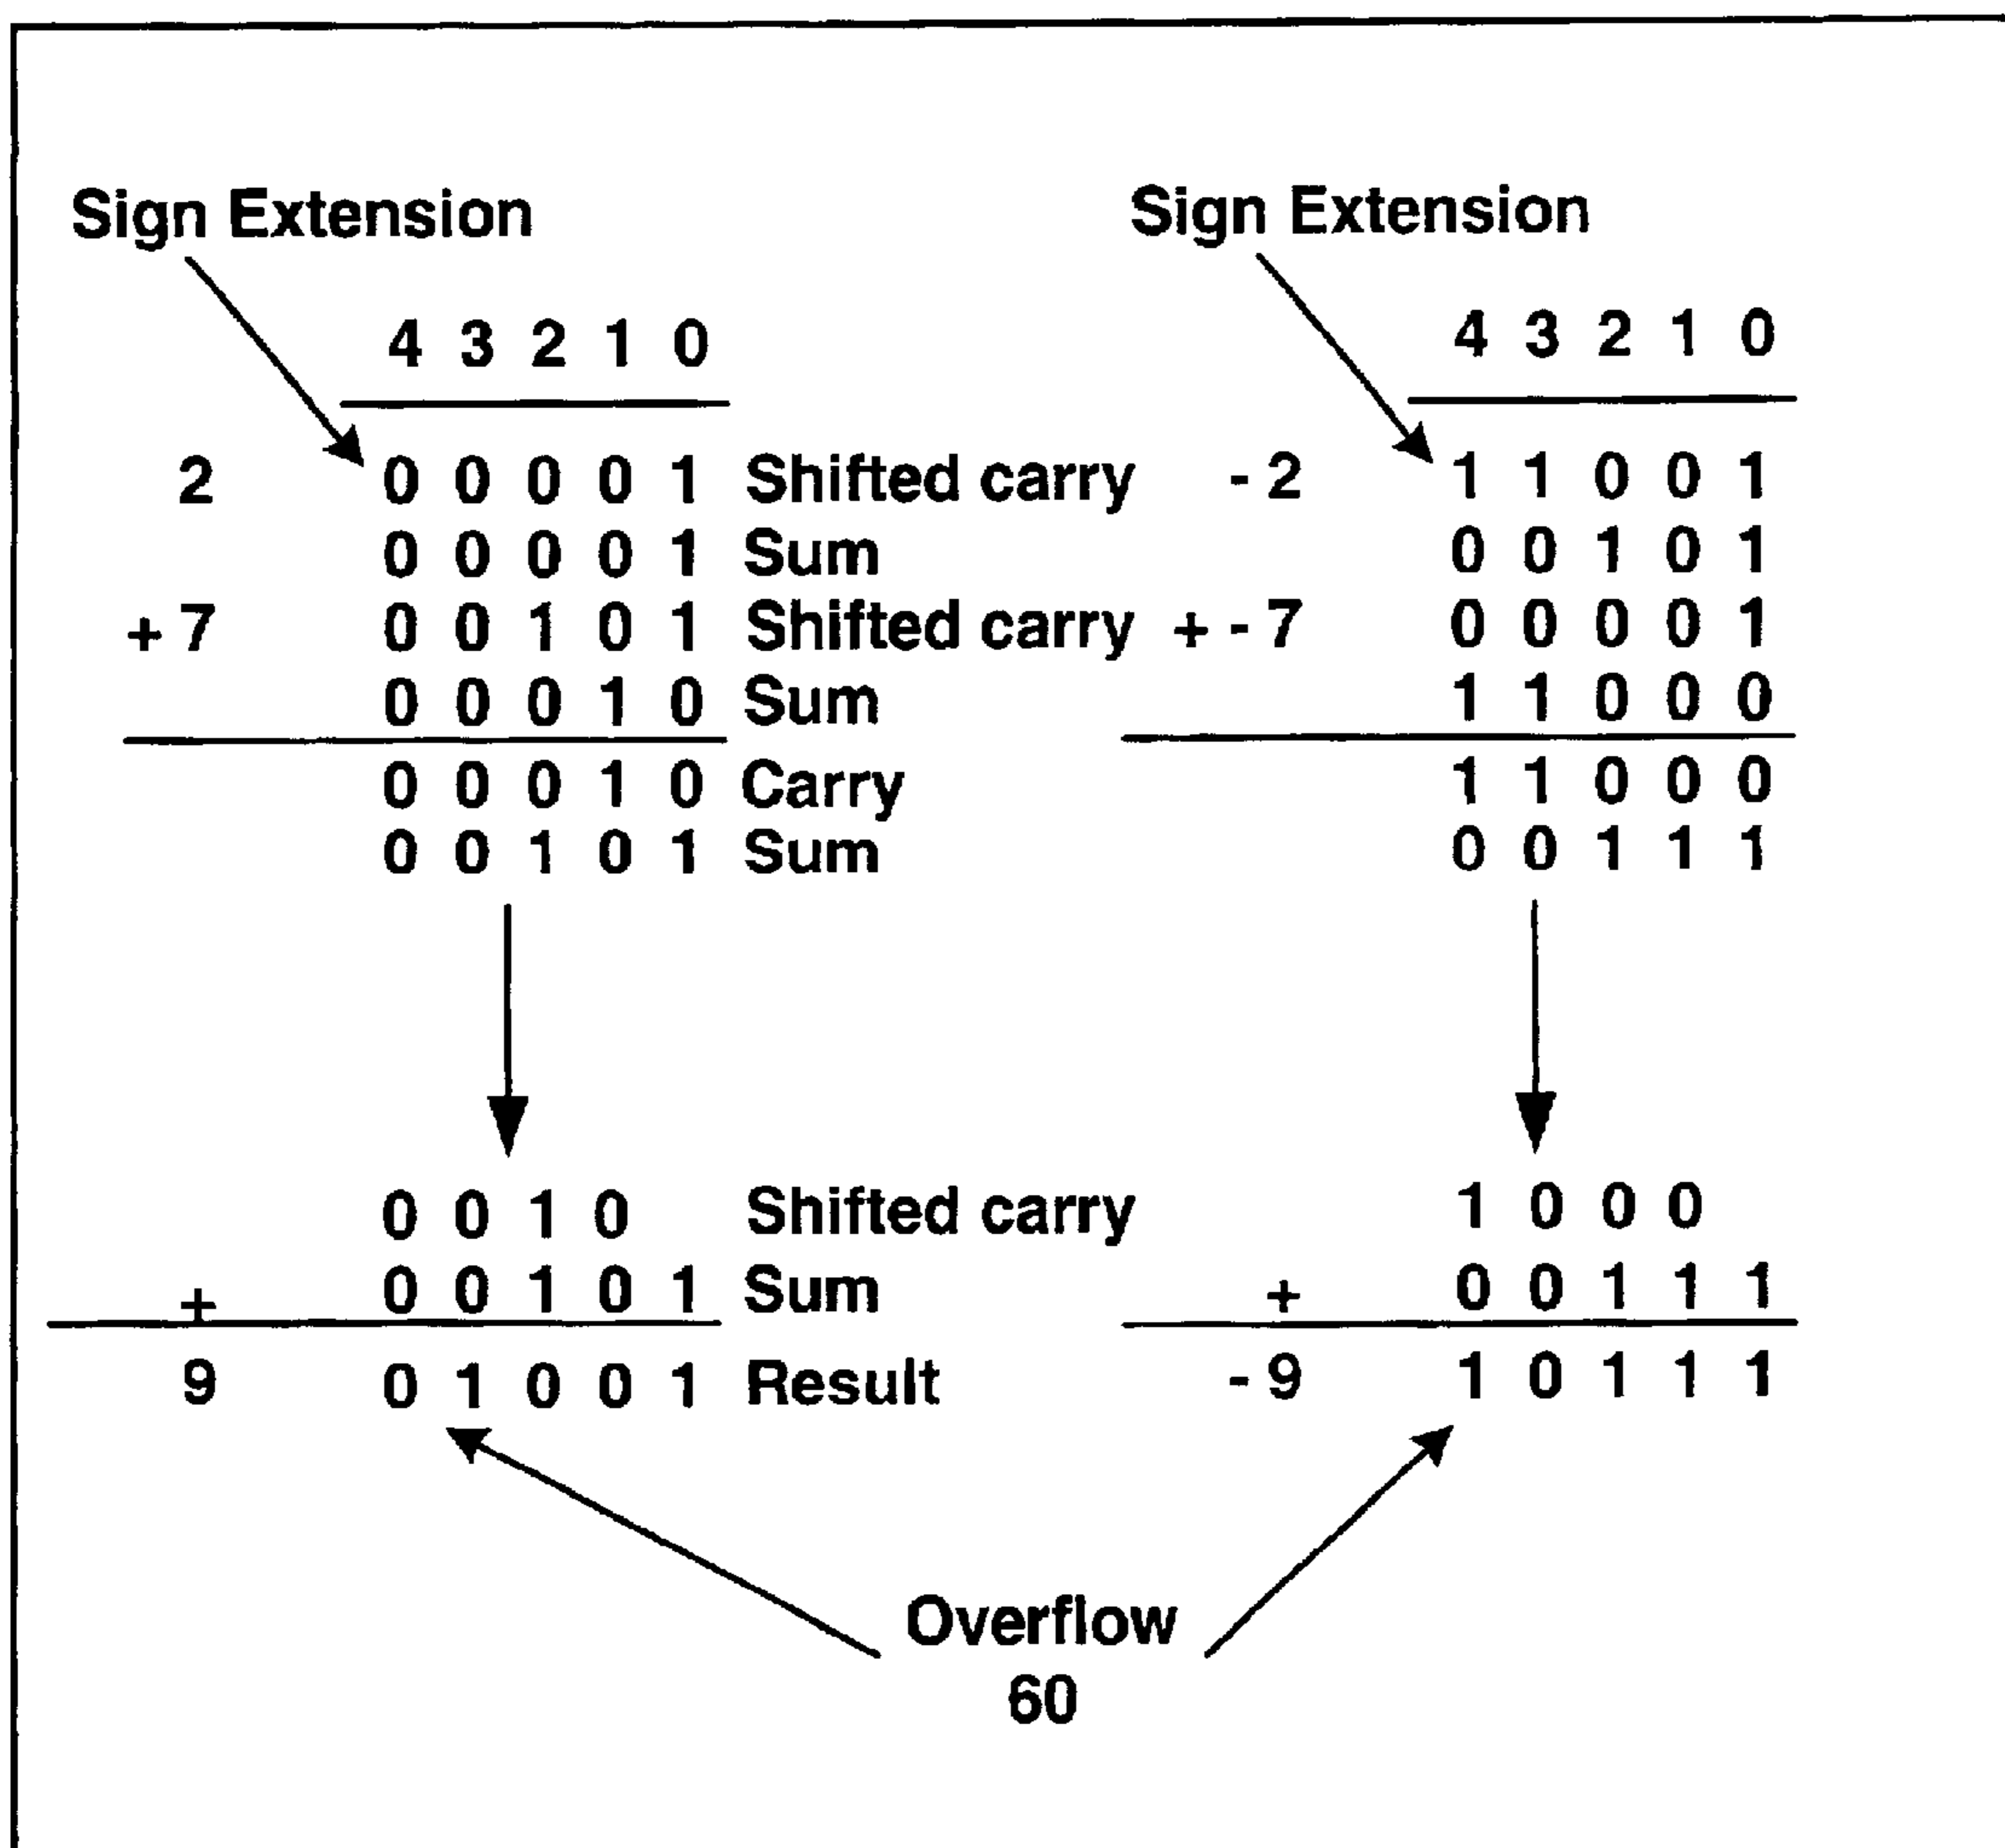 Sign Extension Sign Extension
4 3 2 1 0 4 3 2 1 0
2 0 0 0 0 1 Shifted carry - 2 1 1 0 0 1
0 0 0 0 1 Sum 0 0 1 0 1
+ 7 0 0 1 0 1 Shifted carry + - 7 0 0 0 0 1
0 0 0 1 0 Sum 1 1 0 0 0
0 0 0 1 0 Carry 1 1 0 0 0
0 0 1 0 1 Sum 0 0 1 1 1
0 0 1 0 Shifted carry 1 0 0 0
+ 0 0 1 0 1 Sum + 0 0 1 1 1
9 0 1 0 0 1 Result - 9 1 0 1 1 1
Overflow
60